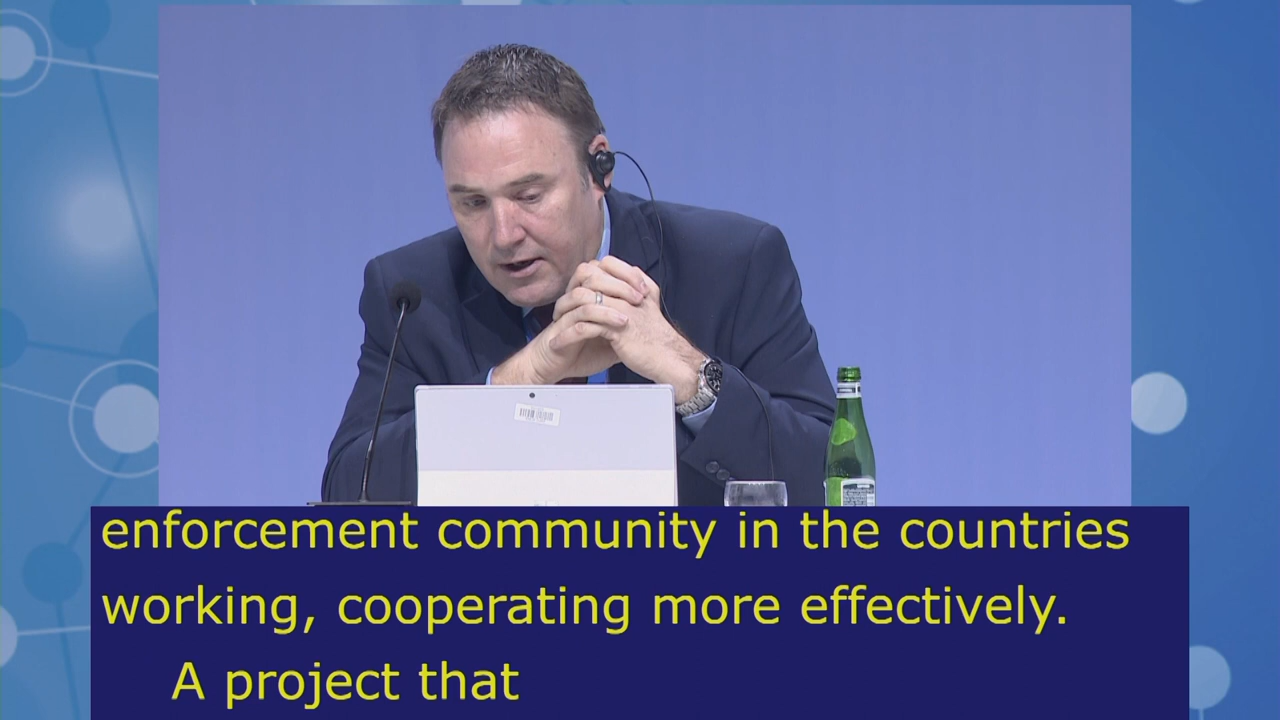 enforcement community in the countries
working, cooperating more effectively.
A project that